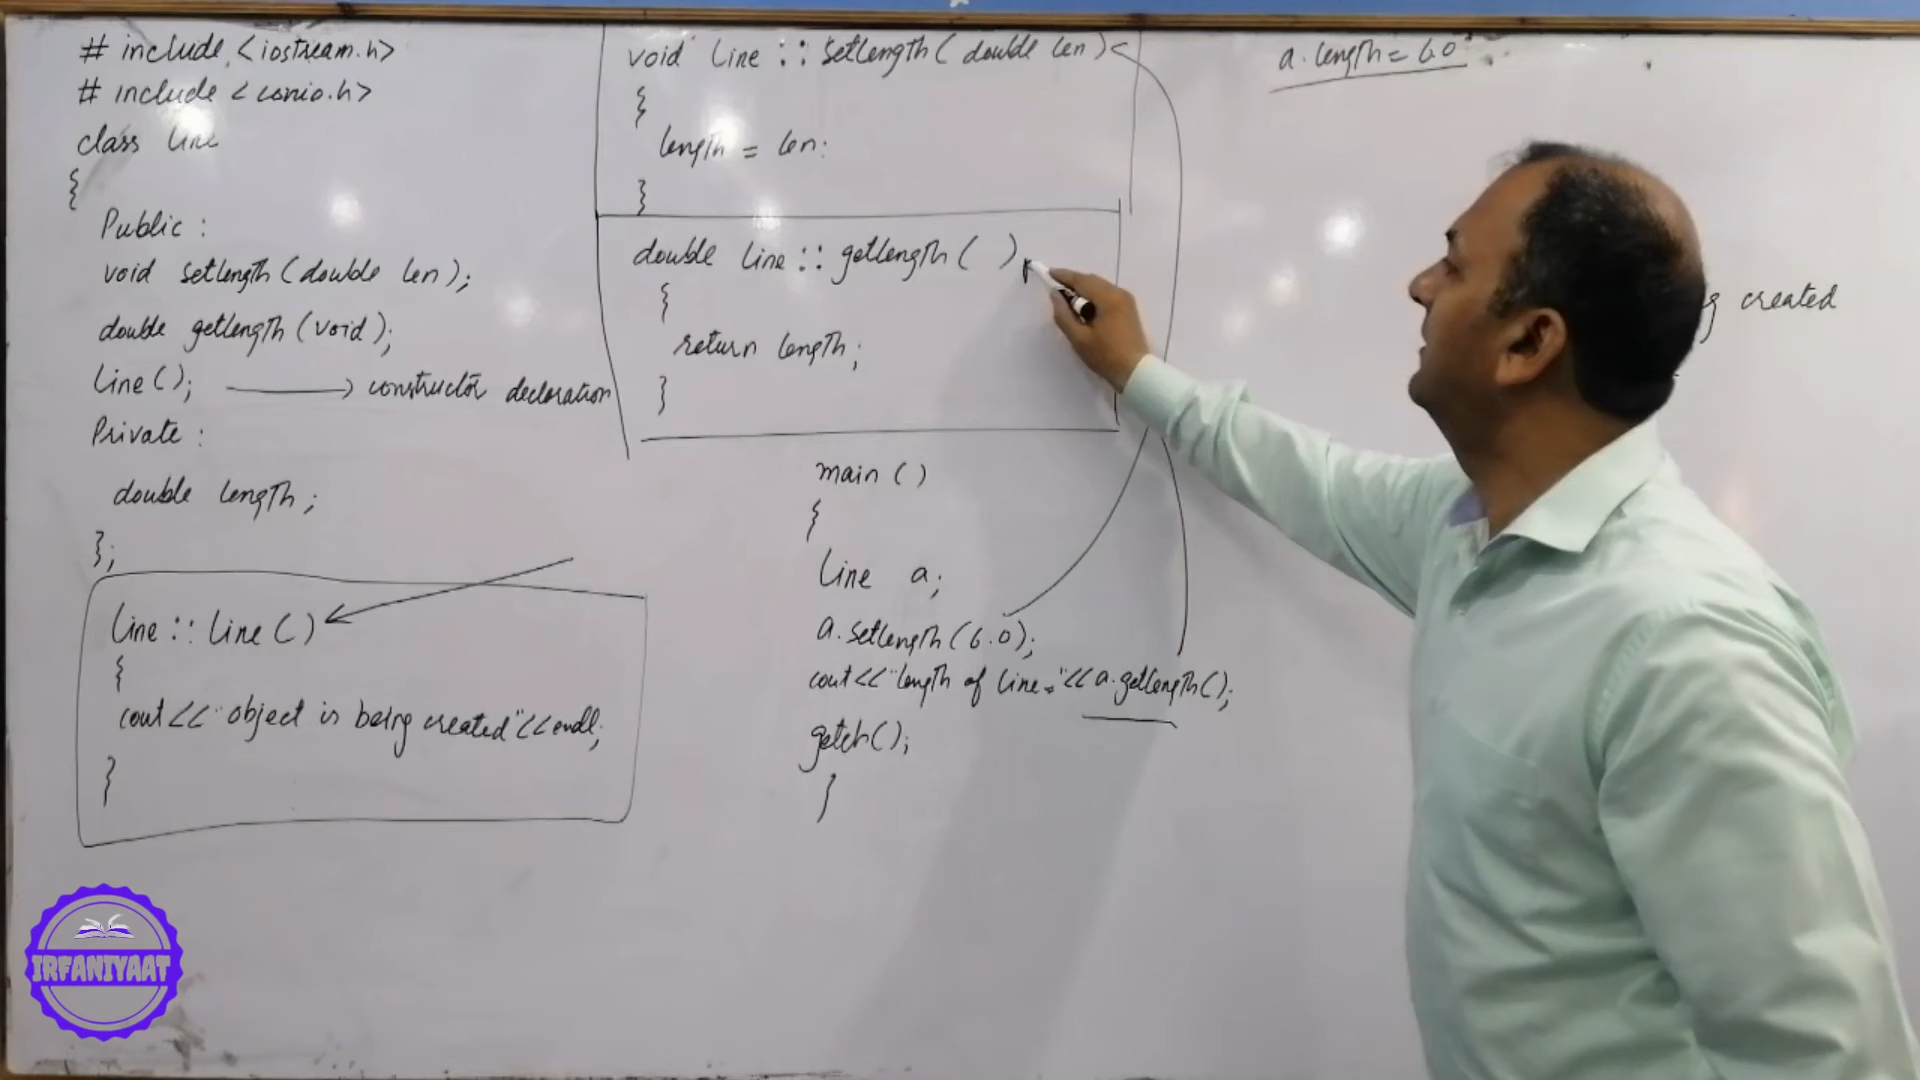 # include <iostream.h>
# include <conio.h>
class Line
{
Public :
void setlength(double len);
double getlength(void);
Line(); → constructor declaration
Private :
double length;
};
Line :: Line()
{
cout<<"object is being created"<<endl;
}
void Line :: setlength(double len)
{
length = len;
}
double Line :: getlength( )
{
return length;
}
main()
{
Line a;
a.setlength(6.0);
cout<<"length of line="<<a.getlength();
getch();
}
a.length= 6.0
created
IRFANIYAAT